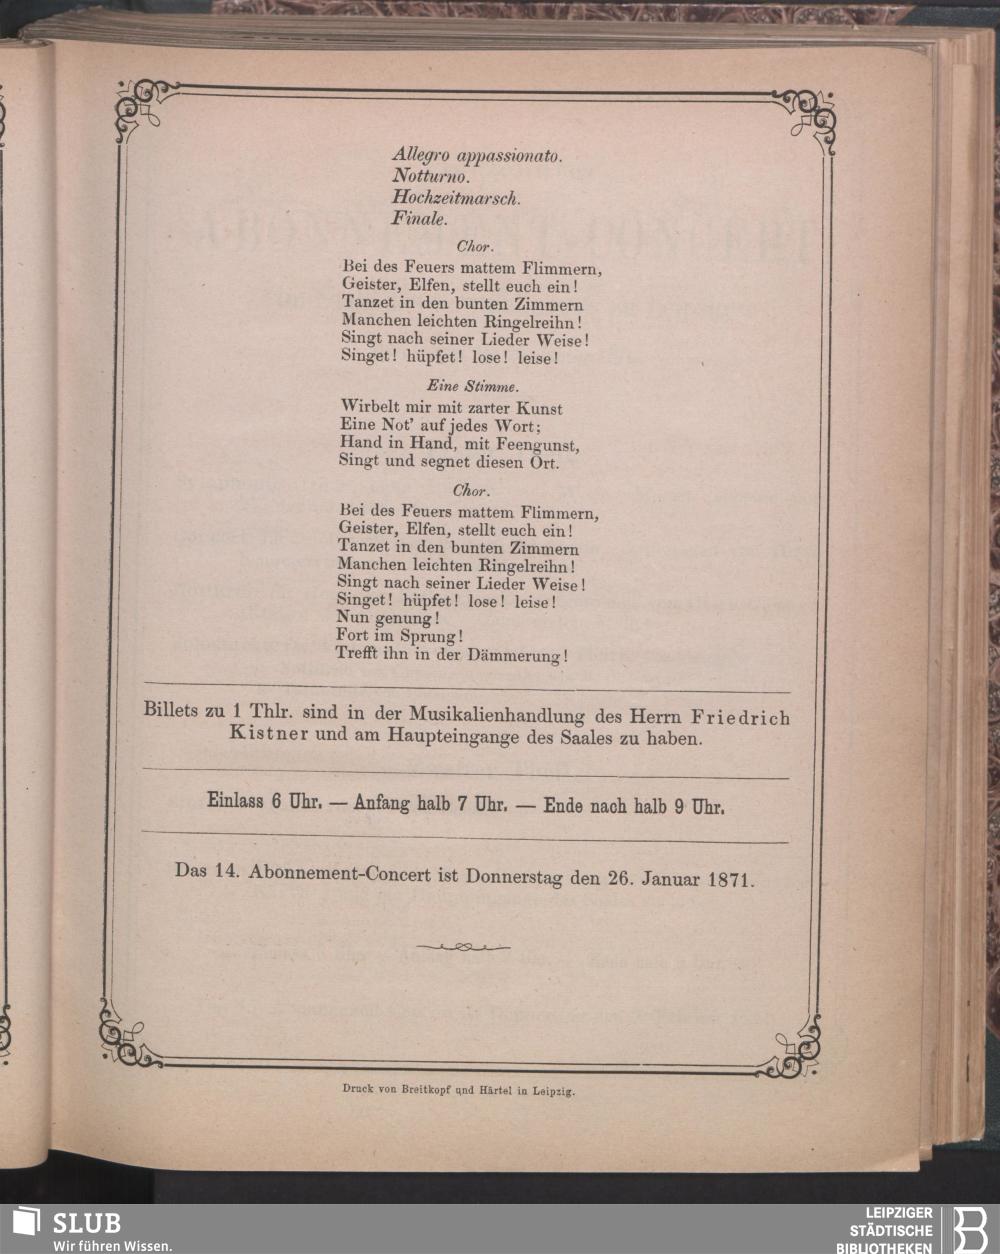 Allegro appassionato.
Notturno.
Hochzeitmarsch.
Finale.
Chor.
Bei des Feuers mattem Flimmern,
Geister, Elfen, stellt euch ein!
Tanzet in den bunten Zimmern
Manchen leichten Ringelreihn!
Singt nach seiner Lieder Weise!
Singet! hüpfet! lose! leise!
Eine Stimme.
Wirbelt mir mit zarter Kunst
Eine Not' auf jedes Wort;
Hand in Hand, mit Feengunst,
Singt und segnet diesen Ort.
Chor.
Bei des Feuers mattem Flimmern,
Geister, Elfen, stellt euch ein!
Tanzet in den bunten Zimmern
Manchen leichten Ringelreihn!
Singt nach seiner Lieder Weise!
Singet! hüpfet! lose! leise!
Nun genung!
Fort im Sprung!
Trefft ihn in der Dämmerung!
Billets zu 1 Thlr. sind in der Musikalienhandlung des Herrn Friedrich
Kistner und am Haupteingange des Saales zu haben.
Einlass 6 Uhr. — Anfang halb 7 Uhr. — Ende nach halb 9 Uhr.
Das 14. Abonnement-Concert ist Donnerstag den 26. Januar 1871.
Druck von Breitkopf und Härtel in Leipzig.
SLUB
Wir führen Wissen.
LEIPZIGER
STÄDTISCHE
BIBLIOTHEKEN